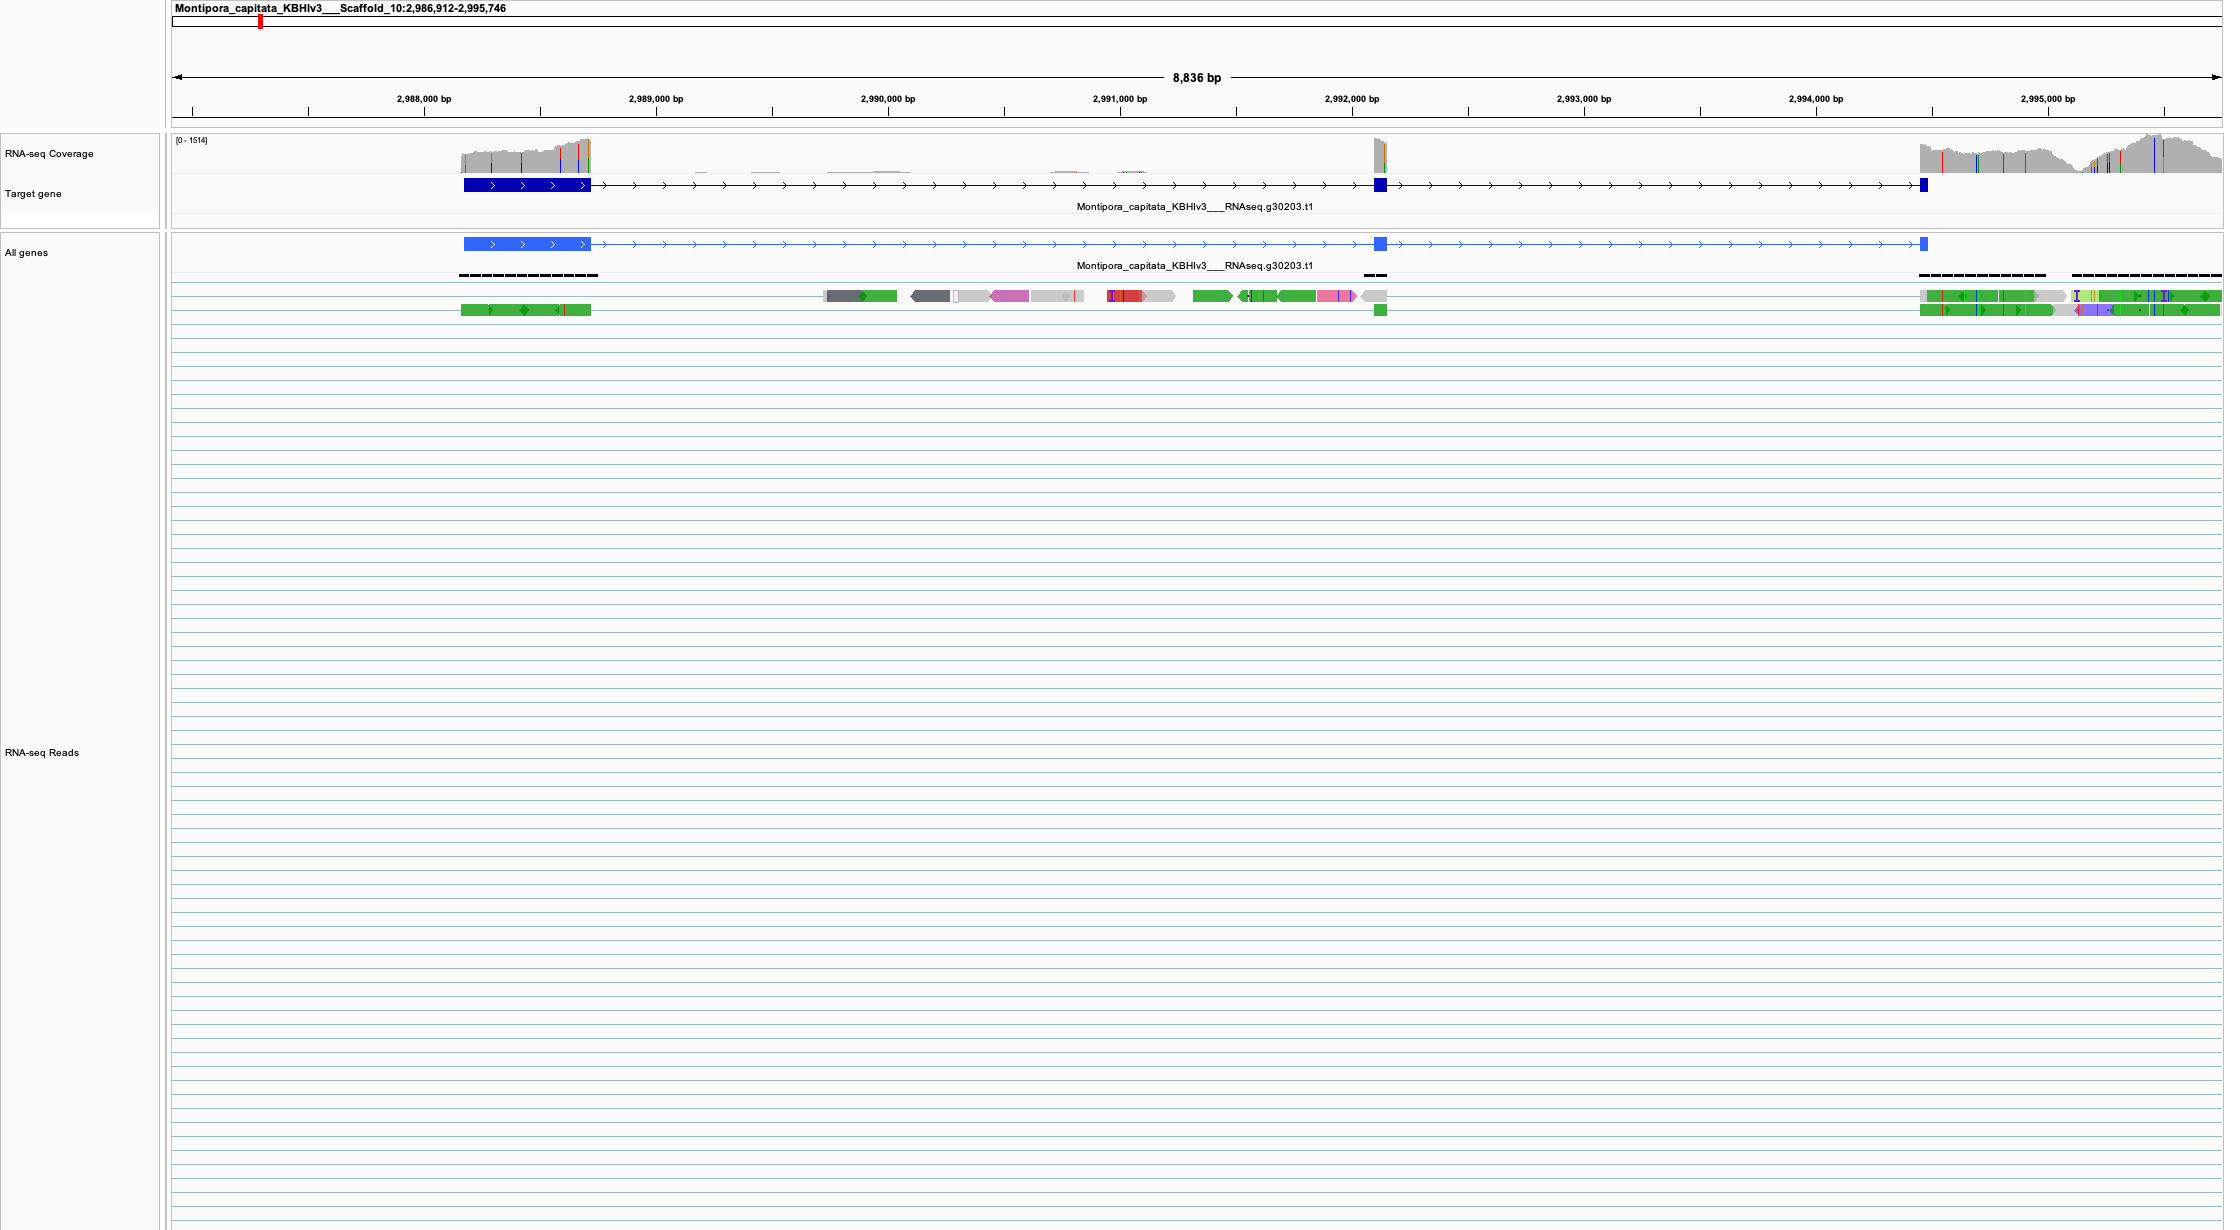 Montipora_capitata_KBHIv3___Scaffold_10:2,986,912-2,995,746
8,836 bp
2,988,000 bp 2,989,000 bp 2,990,000 bp 2,991,000 bp 2,992,000 bp 2,993,000 bp 2,994,000 bp 2,995,000 bp
[0 - 1514]
RNA-seq Coverage
Target gene
Montipora_capitata_KBHIv3___RNAseq.g30203.t1
All genes
Montipora_capitata_KBHIv3___RNAseq.g30203.t1
RNA-seq Reads